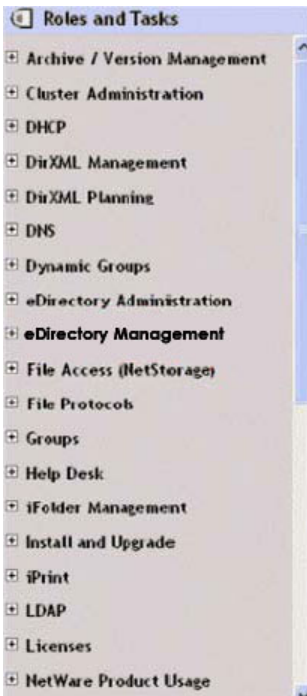 Roles and Tasks
Archive / Version Management
Cluster Administration
DHCP
DirXML Management
DirXML Planning
DNS
Dynamic Groups
eDirectory Administration
eDirectory Management
File Access (NetStorage)
File Protocols
Groups
Help Desk
iFolder Management
Install and Upgrade
iPrint
LDAP
Licenses
NetWare Product Usage